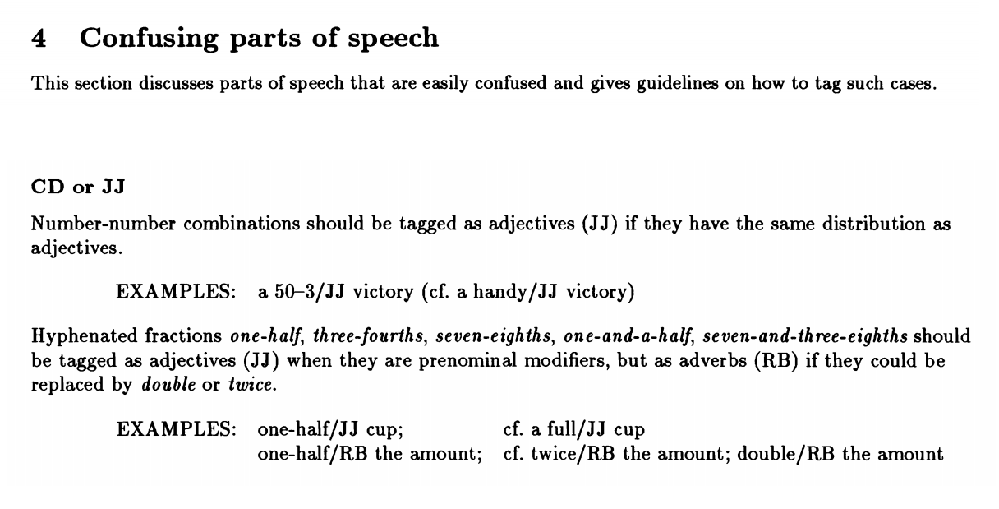 4 Confusing parts of speech
This section discusses parts of speech that are easily confused and gives guidelines on how to tag such cases.
CD or JJ
Number-number combinations should be tagged as adjectives (JJ) if they have the same distribution as
adjectives.
EXAMPLES: a 50–3/JJ victory (cf. a handy/JJ victory)
Hyphenated fractions one-half, three-fourths, seven-eighths, one-and-a-half, seven-and-three-eighths should
be tagged as adjectives (JJ) when they are prenominal modifiers, but as adverbs (RB) if they could be
replaced by double or twice.
EXAMPLES: one-half/JJ cup; cf. a full/JJ cup
one-half/RB the amount; cf. twice/RB the amount; double/RB the amount